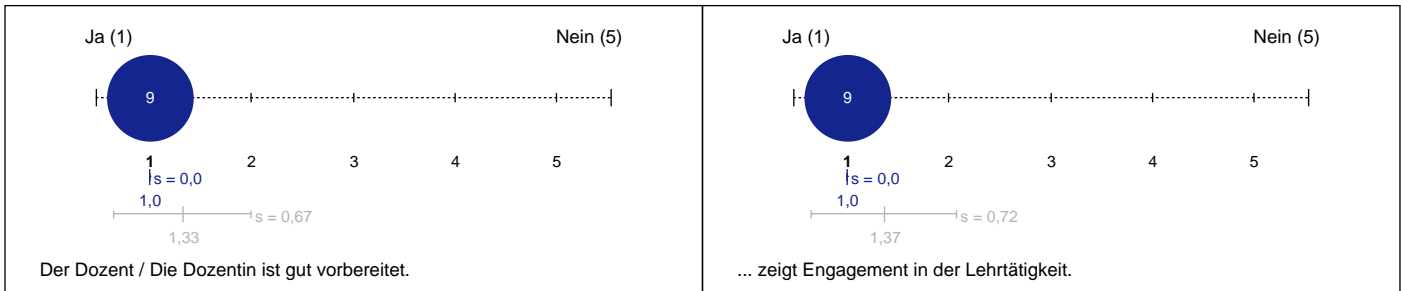 Ja (1) Nein (5)
9
1 2 3 4 5
s = 0,0
1,0
s = 0,67
1,33
Der Dozent / Die Dozentin ist gut vorbereitet.
Ja (1) Nein (5)
9
1 2 3 4 5
s = 0,0
1,0
s = 0,72
1,37
... zeigt Engagement in der Lehrtätigkeit.